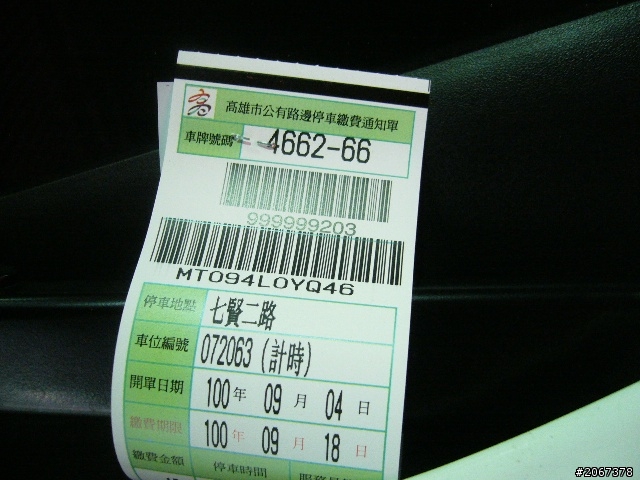 高雄市公有路邊停車繳費通知單
車牌號碼 4662-66
999999203
MT094L0YQ46
停車地點 七賢二路
車位編號 072063 (計時)
開單日期 100 年 09 月 04 日
繳費期限 100 年 09 月 18 日
繳費金額 停車時間
#2067378